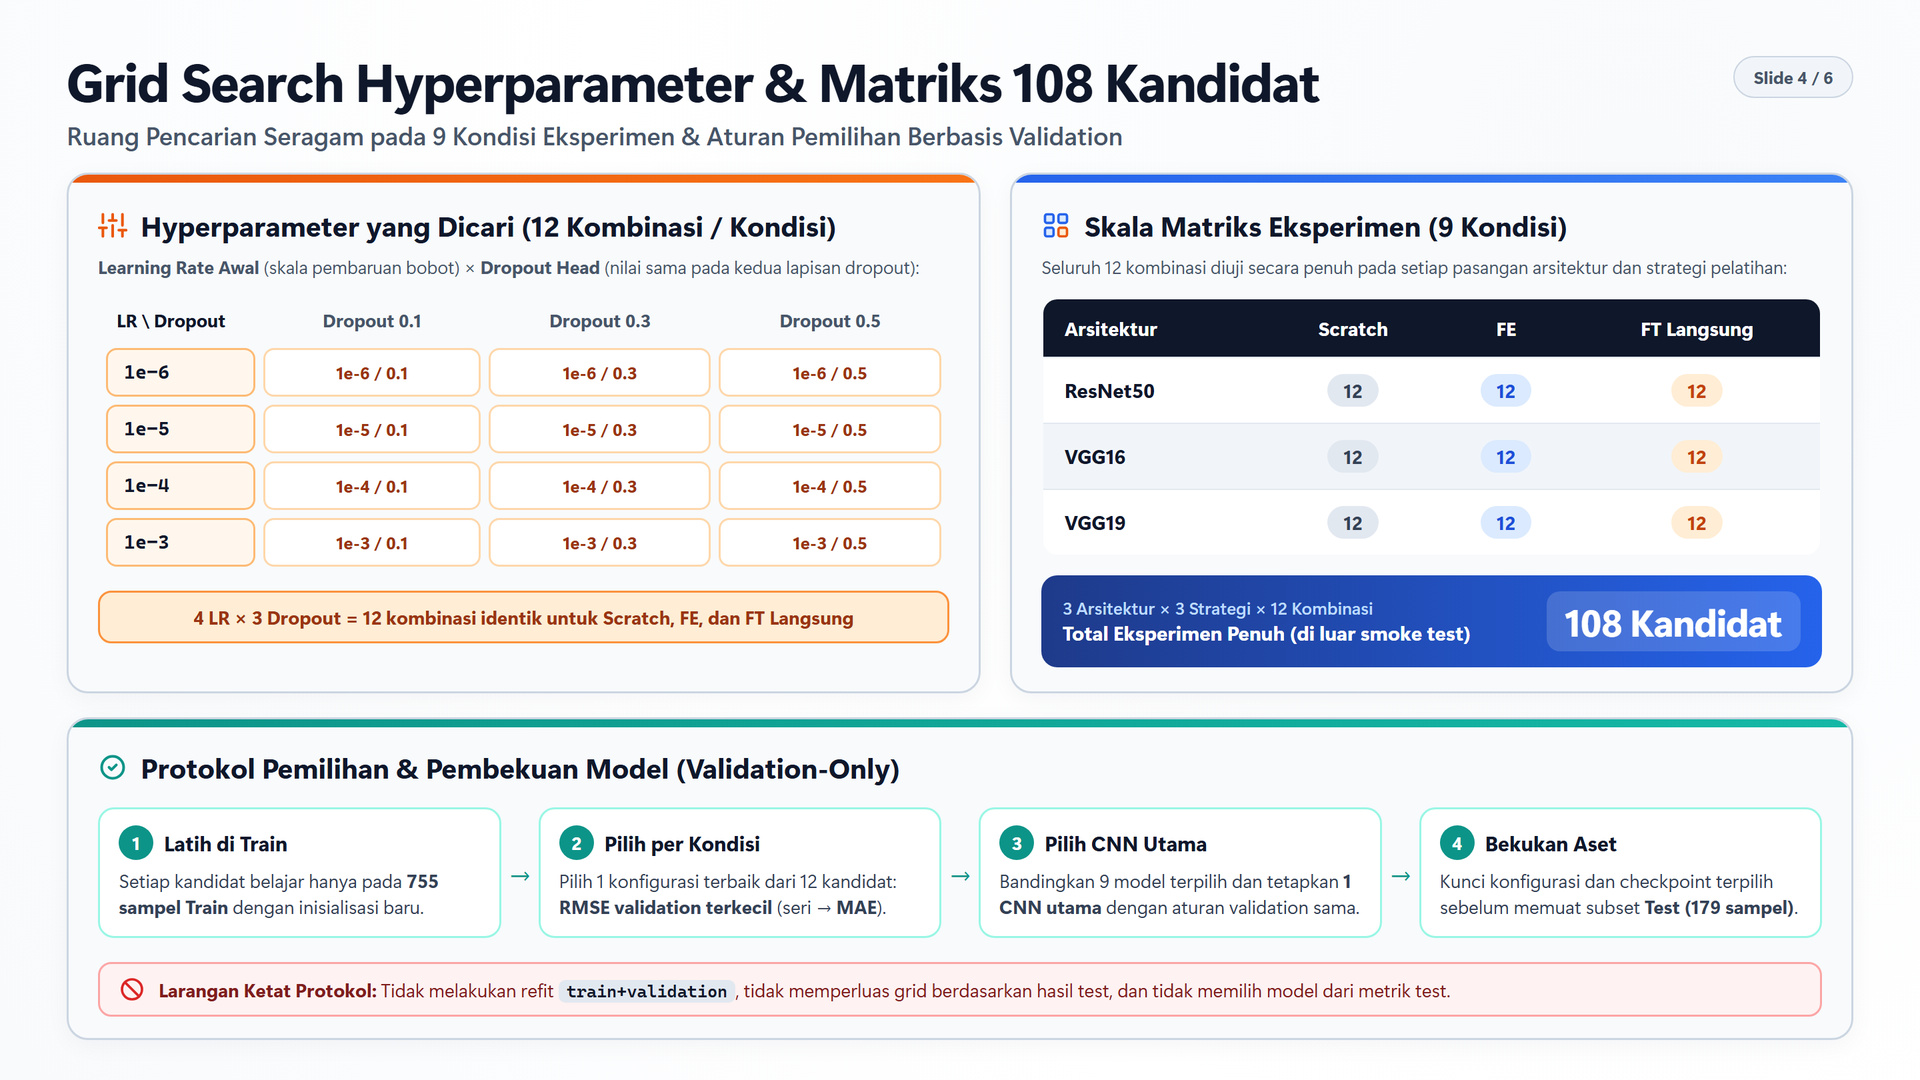 Grid Search Hyperparameter & Matriks 108 Kandidat
Slide 4 / 6
Ruang Pencarian Seragam pada 9 Kondisi Eksperimen & Aturan Pemilihan Berbasis Validation
Hyperparameter yang Dicari (12 Kombinasi / Kondisi)
Learning Rate Awal (skala pembaruan bobot) × Dropout Head (nilai sama pada kedua lapisan dropout):
LR \ Dropout Dropout 0.1 Dropout 0.3 Dropout 0.5
1e−6 1e-6 / 0.1 1e-6 / 0.3 1e-6 / 0.5
1e−5 1e-5 / 0.1 1e-5 / 0.3 1e-5 / 0.5
1e−4 1e-4 / 0.1 1e-4 / 0.3 1e-4 / 0.5
1e−3 1e-3 / 0.1 1e-3 / 0.3 1e-3 / 0.5
4 LR × 3 Dropout = 12 kombinasi identik untuk Scratch, FE, dan FT Langsung
Skala Matriks Eksperimen (9 Kondisi)
Seluruh 12 kombinasi diuji secara penuh pada setiap pasangan arsitektur dan strategi pelatihan:
Arsitektur Scratch FE FT Langsung
ResNet50 12 12 12
VGG16 12 12 12
VGG19 12 12 12
3 Arsitektur × 3 Strategi × 12 Kombinasi
Total Eksperimen Penuh (di luar smoke test)
108 Kandidat
Protokol Pemilihan & Pembekuan Model (Validation-Only)
1 Latih di Train
Setiap kandidat belajar hanya pada 755
sampel Train dengan inisialisasi baru.
→
2 Pilih per Kondisi
Pilih 1 konfigurasi terbaik dari 12 kandidat:
RMSE validation terkecil (seri → MAE).
→
3 Pilih CNN Utama
Bandingkan 9 model terpilih dan tetapkan 1
CNN utama dengan aturan validation sama.
→
4 Bekukan Aset
Kunci konfigurasi dan checkpoint terpilih
sebelum memuat subset Test (179 sampel).
Larangan Ketat Protokol: Tidak melakukan refit train+validation, tidak memperluas grid berdasarkan hasil test, dan tidak memilih model dari metrik test.